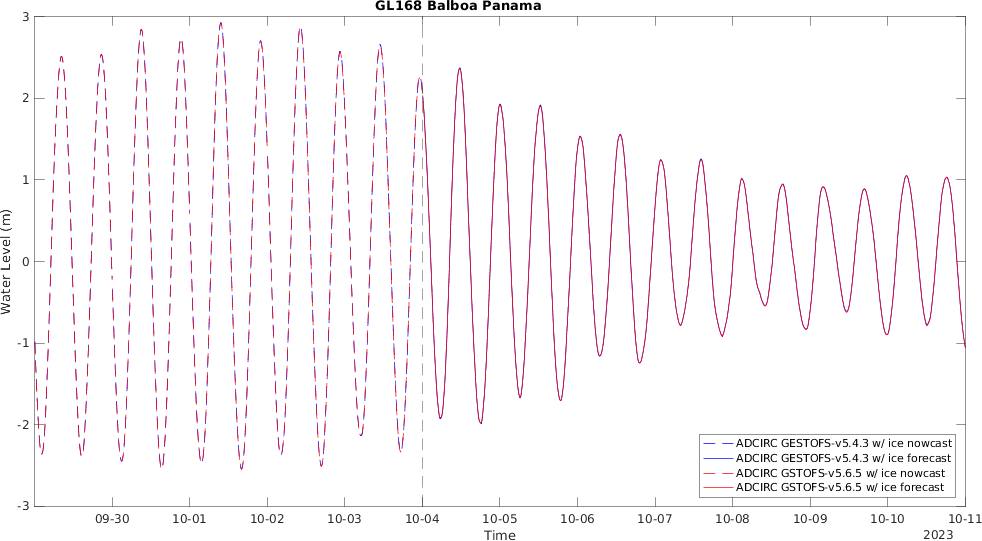 GL168 Balboa Panama
3
2
1
0
-1
-2
-3
Water Level (m)
ADCIRC GESTOFS-v5.4.3 w/ ice nowcast
ADCIRC GESTOFS-v5.4.3 w/ ice forecast
ADCIRC GSTOFS-v5.6.5 w/ ice nowcast
ADCIRC GSTOFS-v5.6.5 w/ ice forecast
09-30 10-01 10-02 10-03 10-04 10-05 10-06 10-07 10-08 10-09 10-10 10-11
Time
2023